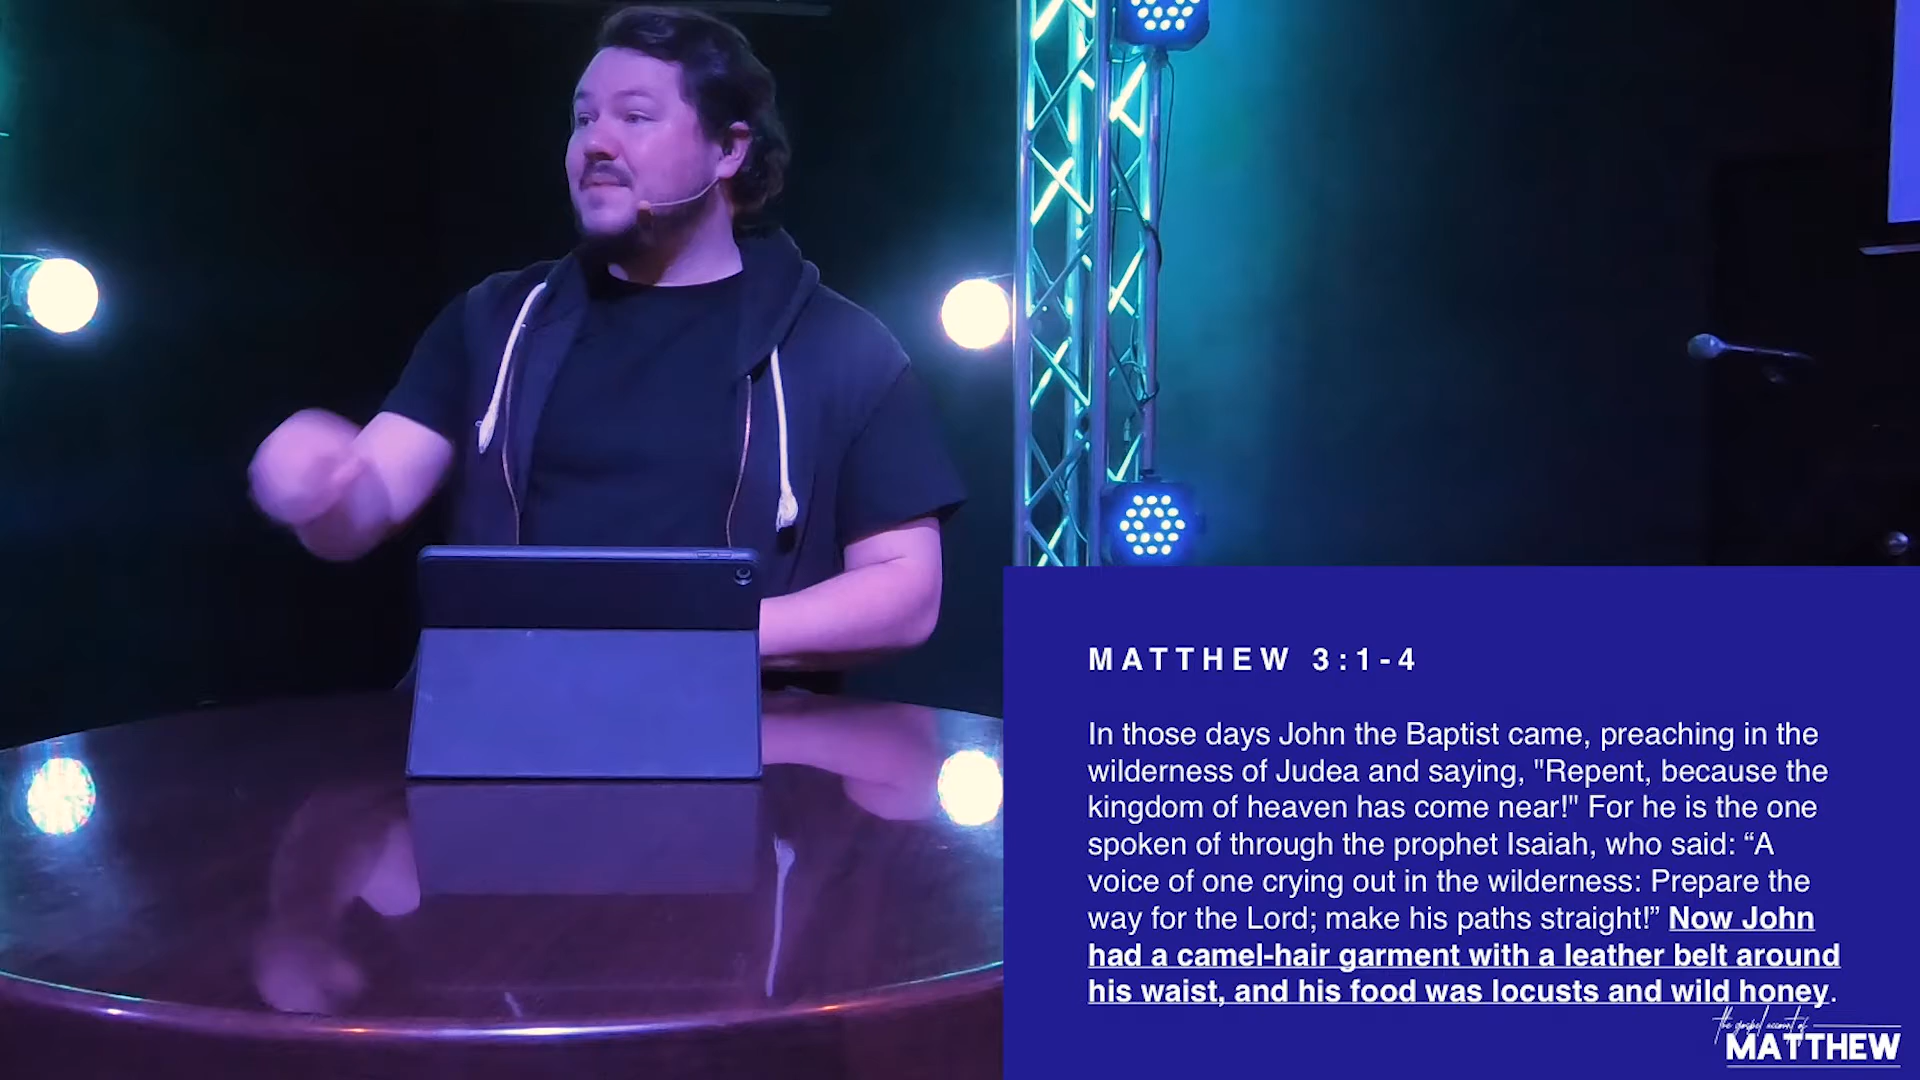 MATTHEW 3:1-4
In those days John the Baptist came, preaching in the
wilderness of Judea and saying, "Repent, because the
kingdom of heaven has come near!" For he is the one
spoken of through the prophet Isaiah, who said: “A
voice of one crying out in the wilderness: Prepare the
way for the Lord; make his paths straight!” Now John
had a camel-hair garment with a leather belt around
his waist, and his food was locusts and wild honey.
the gospel account of
MATTHEW